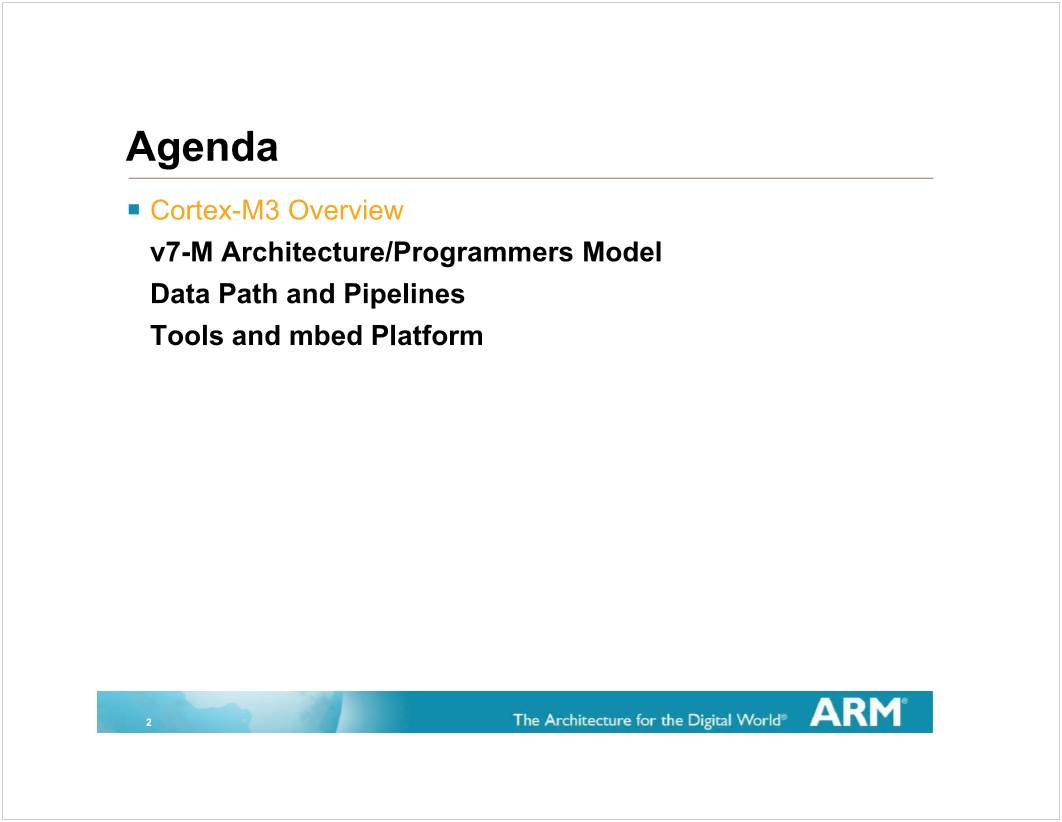 Agenda
Cortex-M3 Overview
v7-M Architecture/Programmers Model
Data Path and Pipelines
Tools and mbed Platform
2
The Architecture for the Digital World®
ARM®